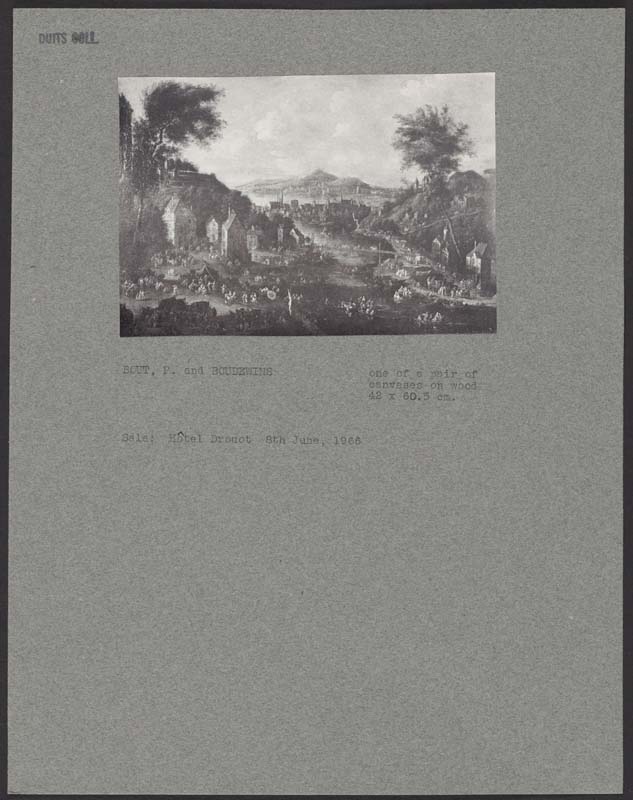 DUITS COLL.
BOUT, P. and BOUDEWINS
one of a pair of
canvases on wood
42 x 60.5 cm.
Sale: Hôtel Drouot 8th June, 1966